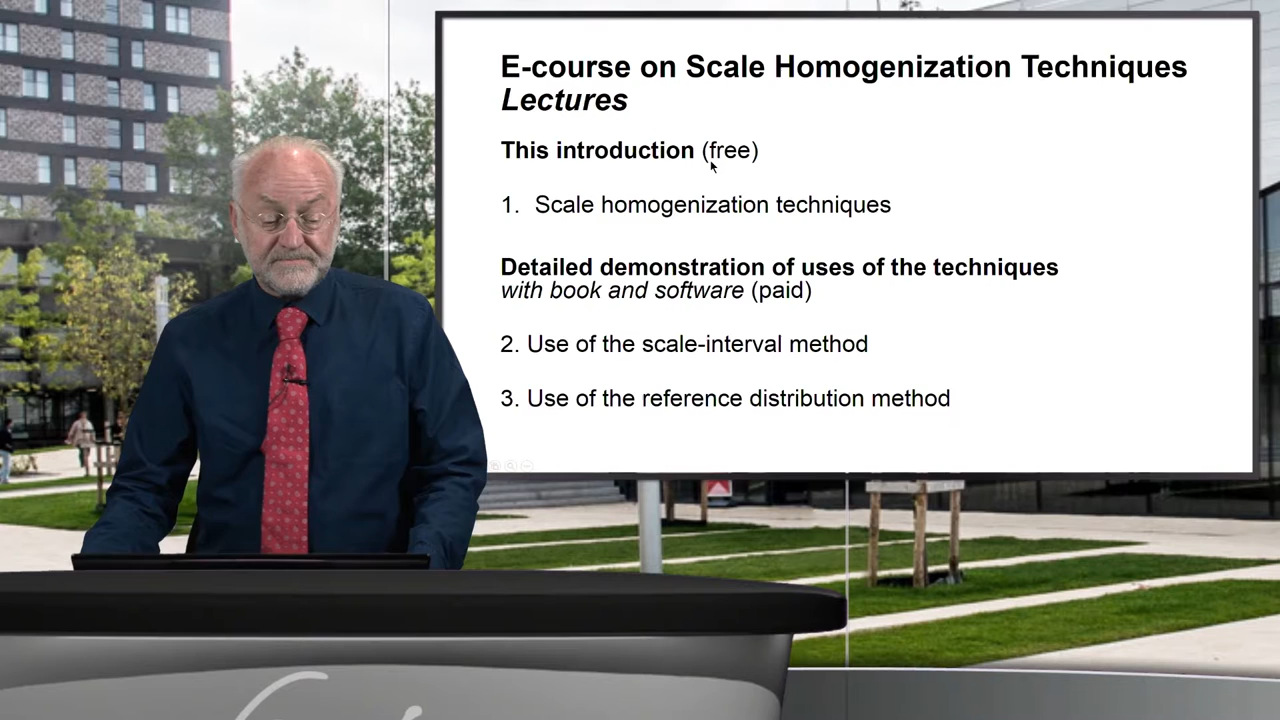 E-course on Scale Homogenization Techniques
Lectures
This introduction (free)
1. Scale homogenization techniques
Detailed demonstration of uses of the techniques
with book and software (paid)
2. Use of the scale-interval method
3. Use of the reference distribution method